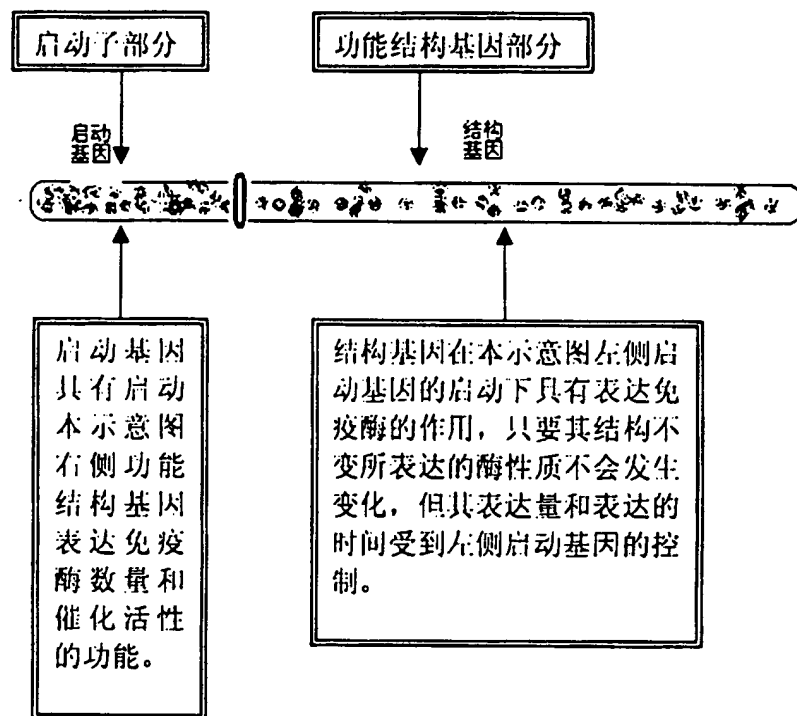 启动子部分
功能结构基因部分
启动
基因
结构
基因
启动基因
具有启动
本示意图
右侧功能
结构基因
表达免疫
酶数量和
催化活性
的功能。
结构基因在本示意图左侧启
动基因的启动下具有表达免
疫酶的作用，只要其结构不
变所表达的酶性质不会发生
变化，但其表达量和表达的
时间受到左侧启动基因的控
制。